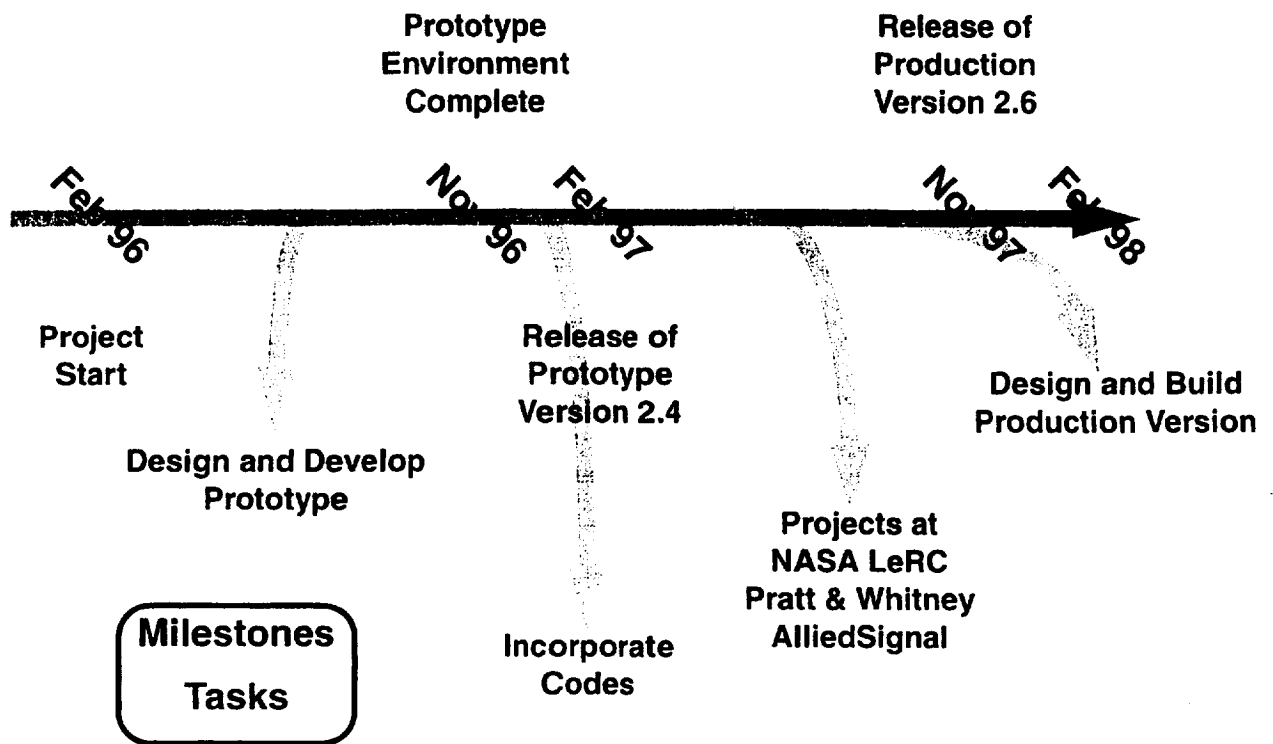 Prototype
Environment
Complete
Release of
Production
Version 2.6
Feb 96
Nov 96
Feb 97
Nov 97
Feb 98
Project
Start
Release of
Prototype
Version 2.4
Design and Build
Production Version
Design and Develop
Prototype
Projects at
NASA LeRC
Pratt & Whitney
AlliedSignal
Incorporate
Codes
Milestones
Tasks